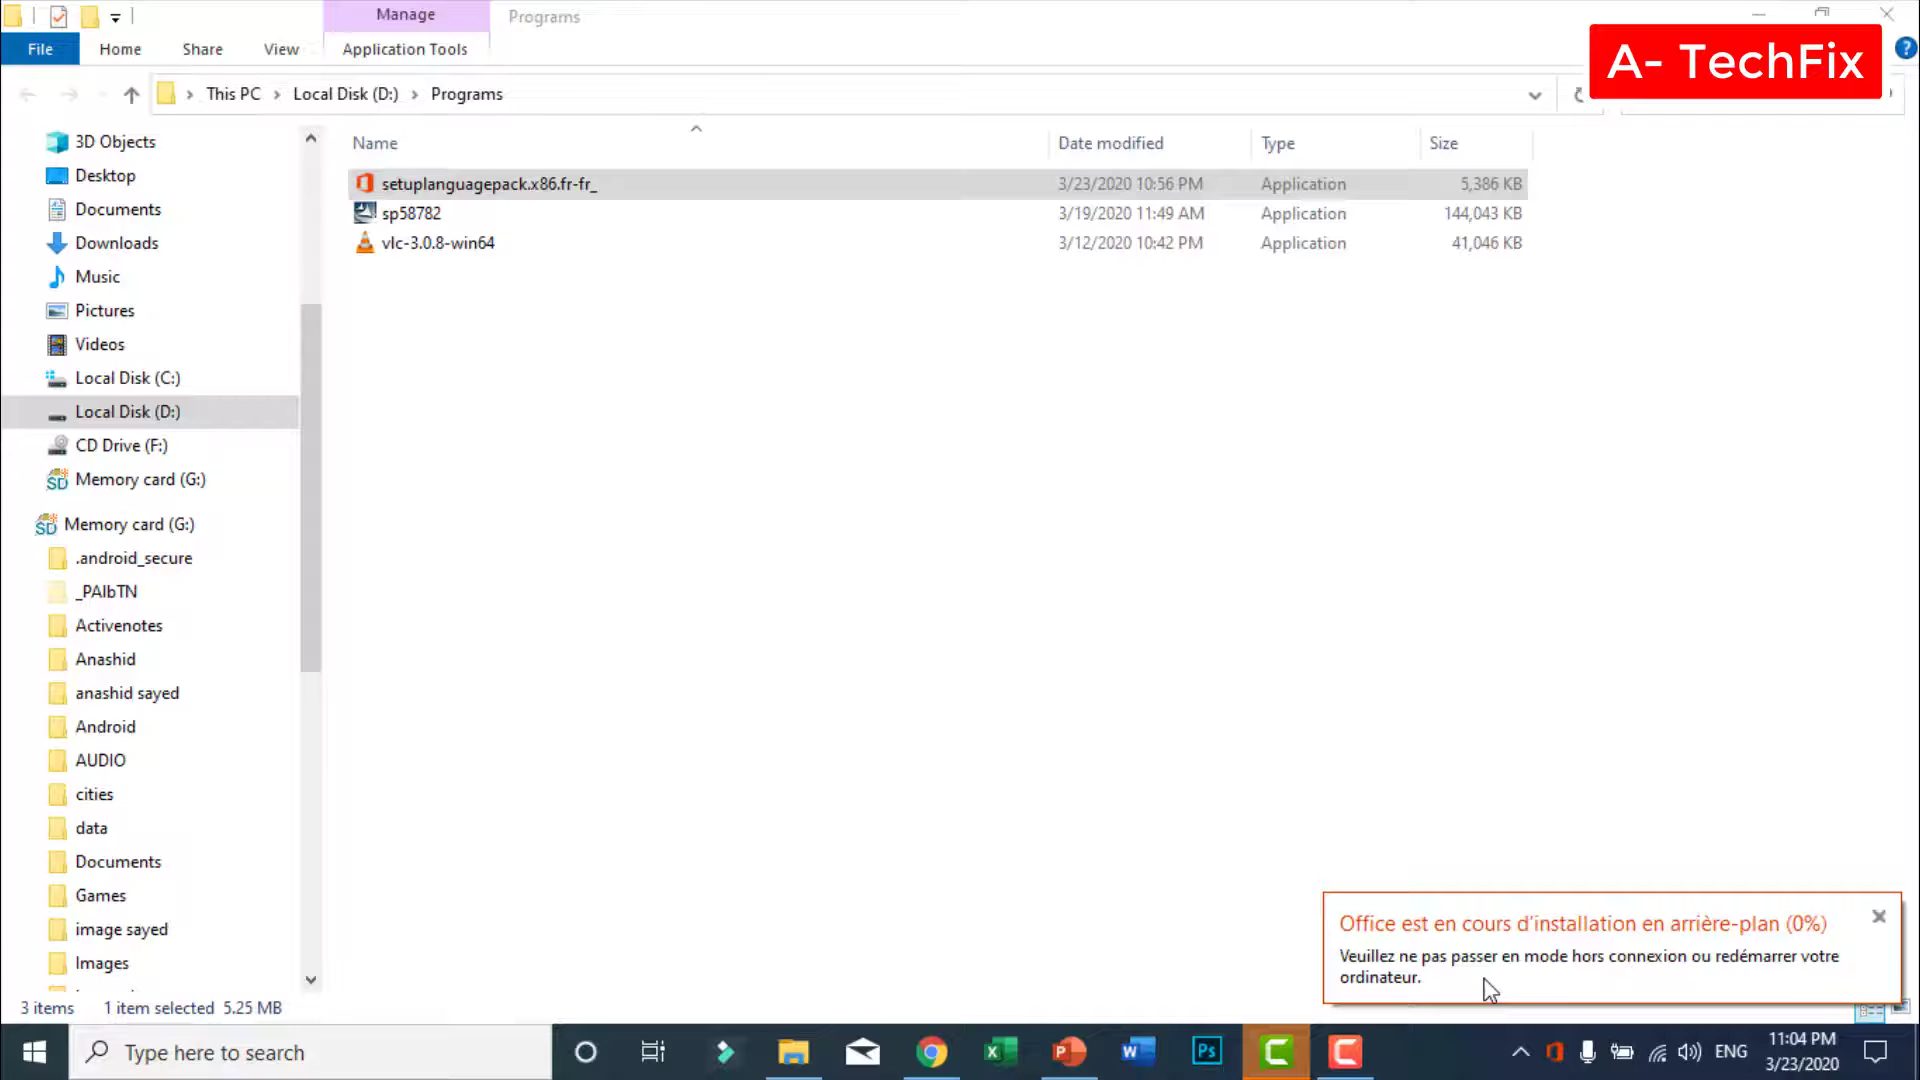 Manage
Programs
A- TechFix
File
Home
Share
View
Application Tools
This PC
Local Disk (D:)
Programs
Name
Date modified
Type
Size
setuplanguagepack.x86.fr-fr_
3/23/2020 10:56 PM
Application
5,386 KB
sp58782
3/19/2020 11:49 AM
Application
144,043 KB
vlc-3.0.8-win64
3/12/2020 10:42 PM
Application
41,046 KB
3D Objects
Desktop
Documents
Downloads
Music
Pictures
Videos
Local Disk (C:)
Local Disk (D:)
CD Drive (F:)
Memory card (G:)
Memory card (G:)
.android_secure
_PAIbTN
Activenotes
Anashid
anashid sayed
Android
AUDIO
cities
data
Documents
Games
image sayed
Images
Office est en cours d'installation en arrière-plan (0%)
Veuillez ne pas passer en mode hors connexion ou redémarrer votre
ordinateur.
3 items
1 item selected 5.25 MB
Type here to search
ENG
11:04 PM
3/23/2020